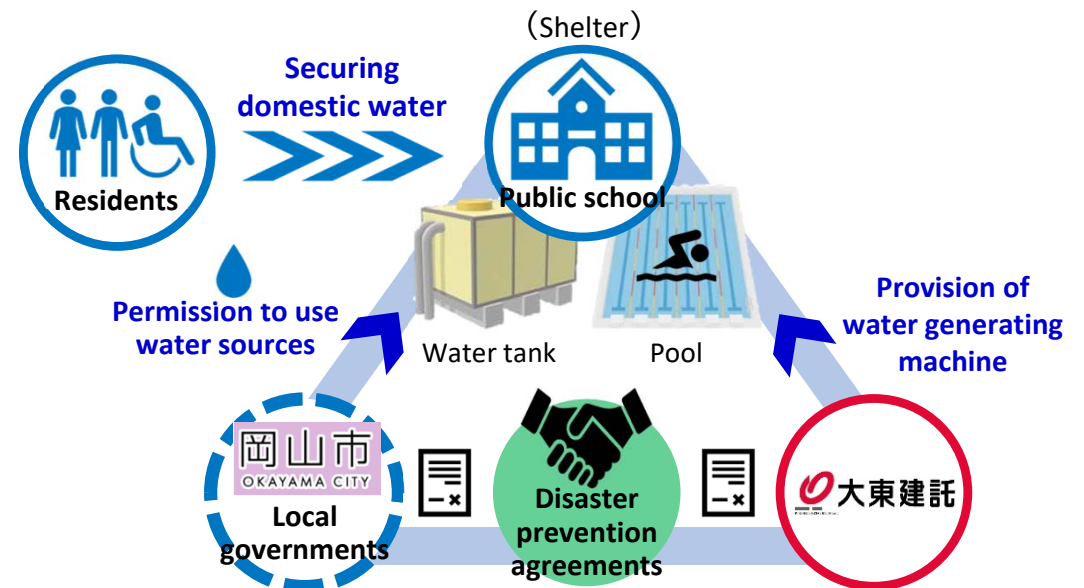 （Shelter）
Securing
domestic water
Residents
Public school
Permission to use
water sources
Water tank
Pool
Provision of
water generating
machine
岡山市
OKAYAMA CITY
Local
governments
Disaster
prevention
agreements
大東建託